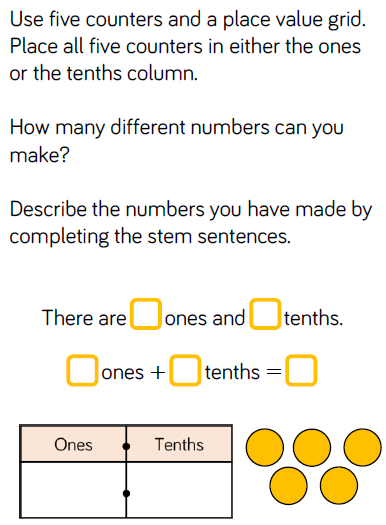 Use five counters and a place value grid.
Place all five counters in either the ones
or the tenths column.
How many different numbers can you
make?
Describe the numbers you have made by
completing the stem sentences.
There are ones and tenths.
ones + tenths =
Ones Tenths